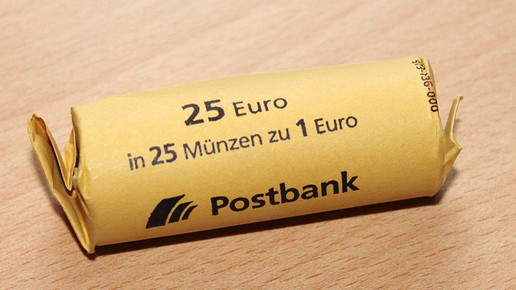 25 Euro
in 25 Münzen zu 1 Euro
Postbank